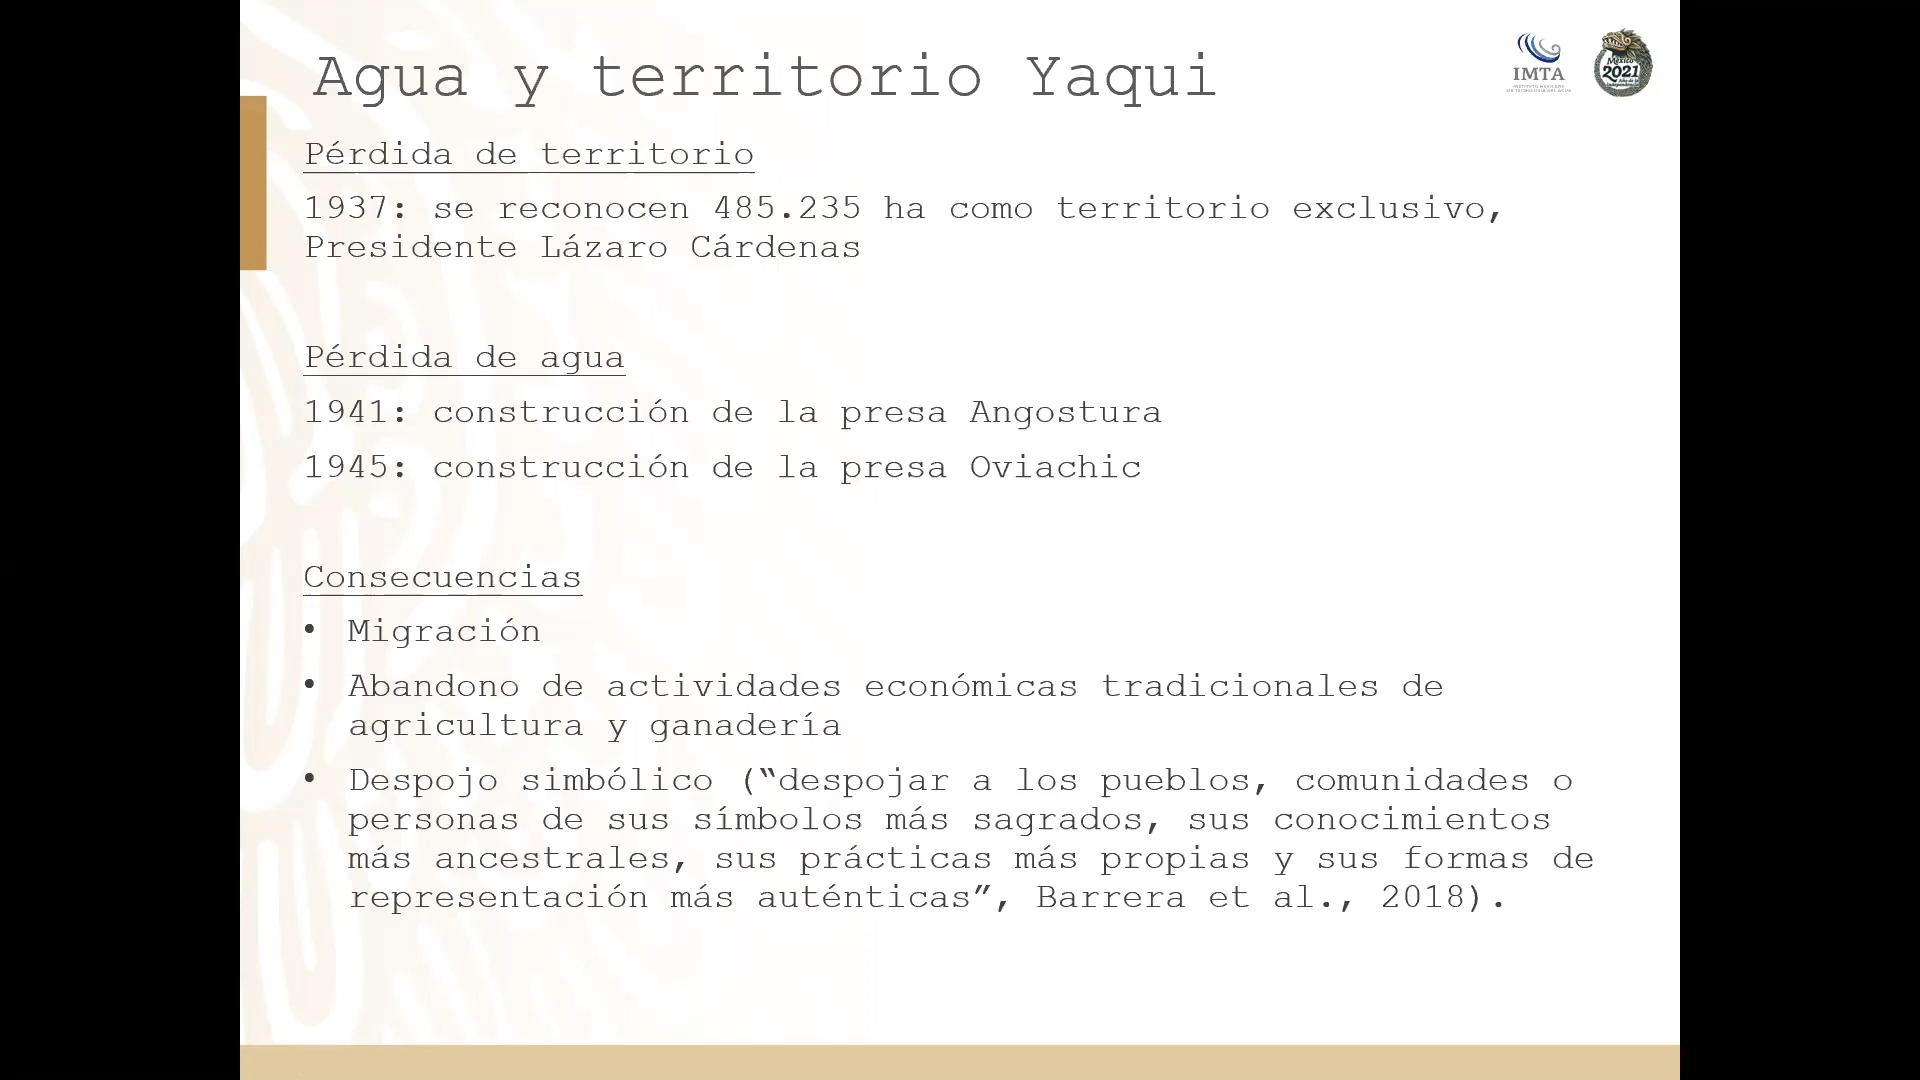 Agua y territorio Yaqui
IMTA
México
2021
Pérdida de territorio
1937: se reconocen 485.235 ha como territorio exclusivo,
Presidente Lázaro Cárdenas
Pérdida de agua
1941: construcción de la presa Angostura
1945: construcción de la presa Oviachic
Consecuencias
• Migración
• Abandono de actividades económicas tradicionales de
agricultura y ganadería
• Despojo simbólico (“despojar a los pueblos, comunidades o
personas de sus símbolos más sagrados, sus conocimientos
más ancestrales, sus prácticas más propias y sus formas de
representación más auténticas”, Barrera et al., 2018).